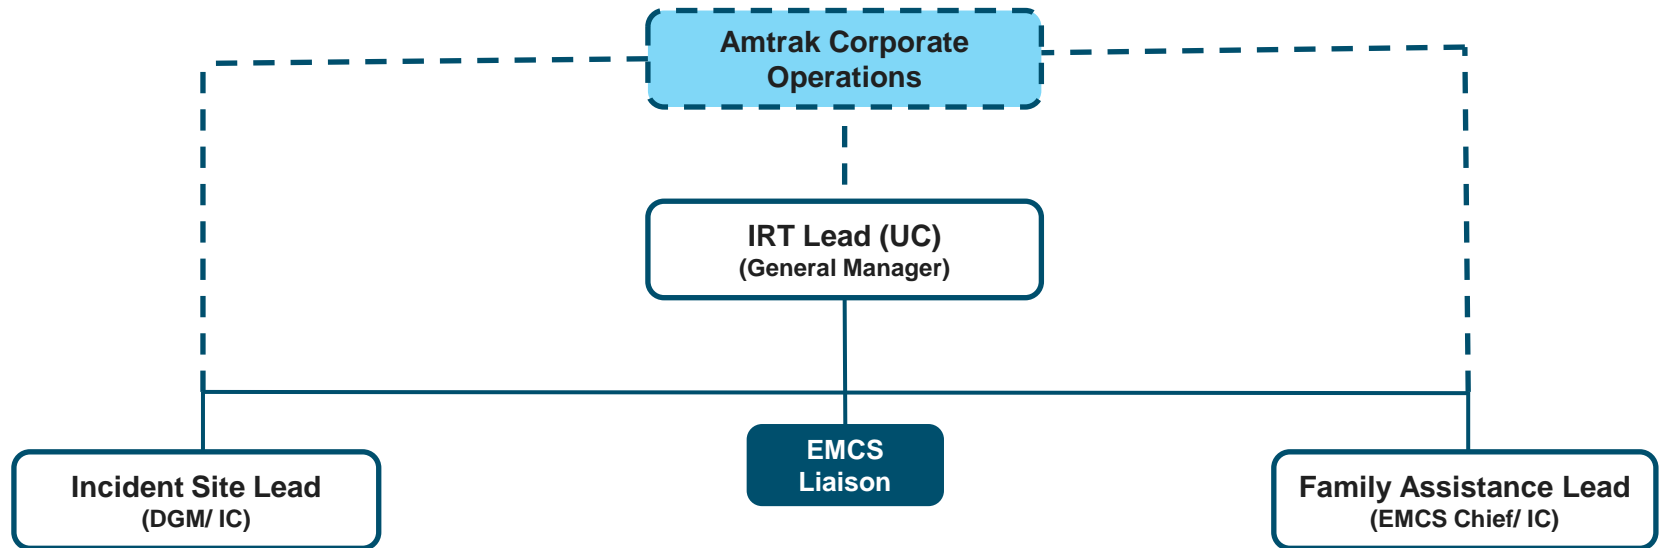 Amtrak Corporate
Operations
IRT Lead (UC)
(General Manager)
EMCS
Liaison
Incident Site Lead
(DGM/ IC)
Family Assistance Lead
(EMCS Chief/ IC)